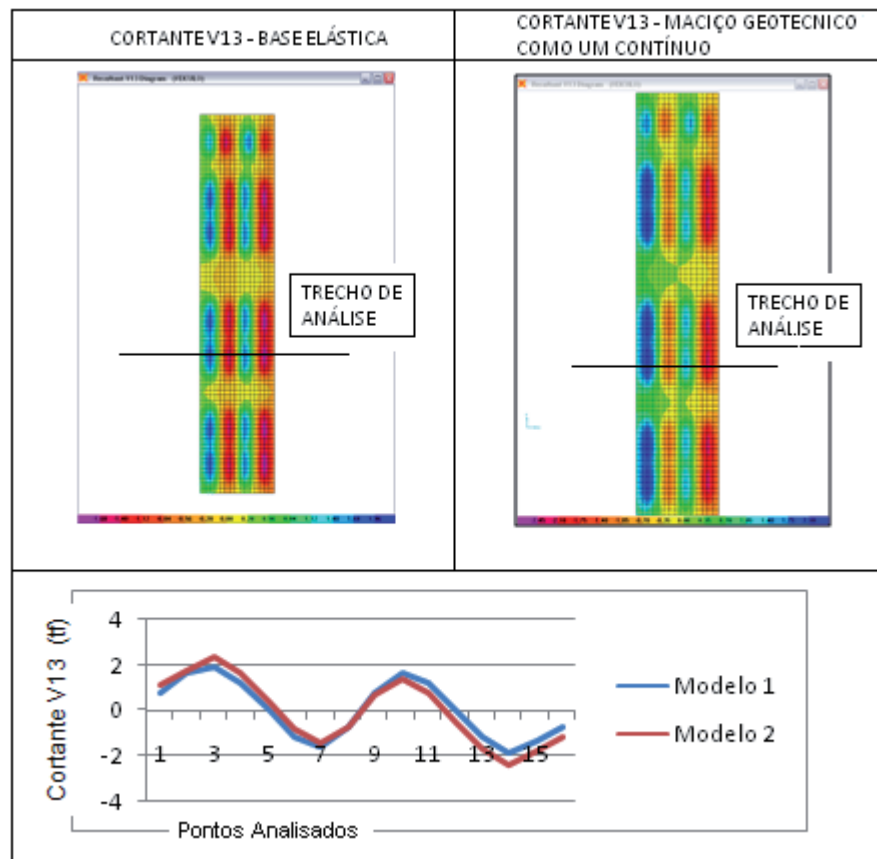 CORTANTE V13 - BASE ELÁSTICA
CORTANTE V13 - MACIÇO GEOTECNICO
COMO UM CONTÍNUO
TRECHO DE
ANÁLISE
TRECHO DE
ANÁLISE
Cortante V13 (tf)
4
2
0
-2
-4
1
3
5
7
9
11
13
15
Pontos Analisados
Modelo 1
Modelo 2